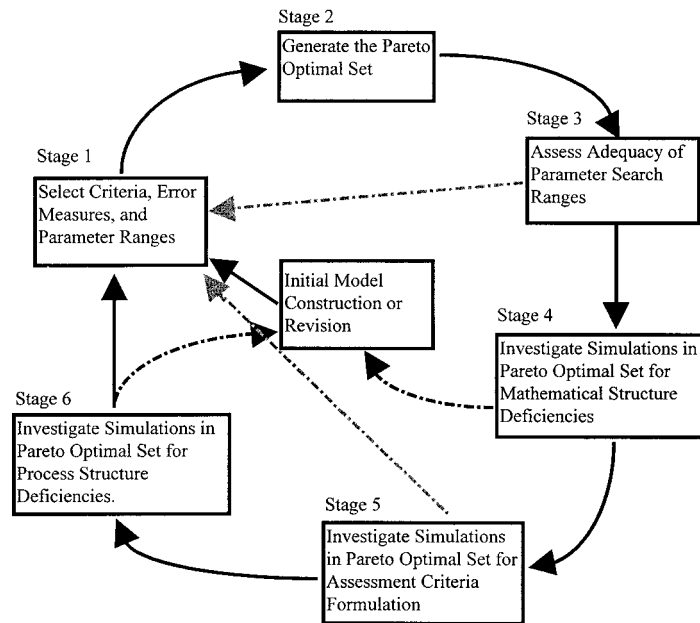 Stage 2
Generate the Pareto
Optimal Set
Stage 3
Assess Adequacy of
Parameter Search
Ranges
Stage 1
Select Criteria, Error
Measures, and
Parameter Ranges
Initial Model
Construction or
Revision
Stage 4
Investigate Simulations in
Pareto Optimal Set for
Mathematical Structure
Deficiencies
Stage 6
Investigate Simulations in
Pareto Optimal Set for
Process Structure
Deficiencies.
Stage 5
Investigate Simulations
in Pareto Optimal Set for
Assessment Criteria
Formulation